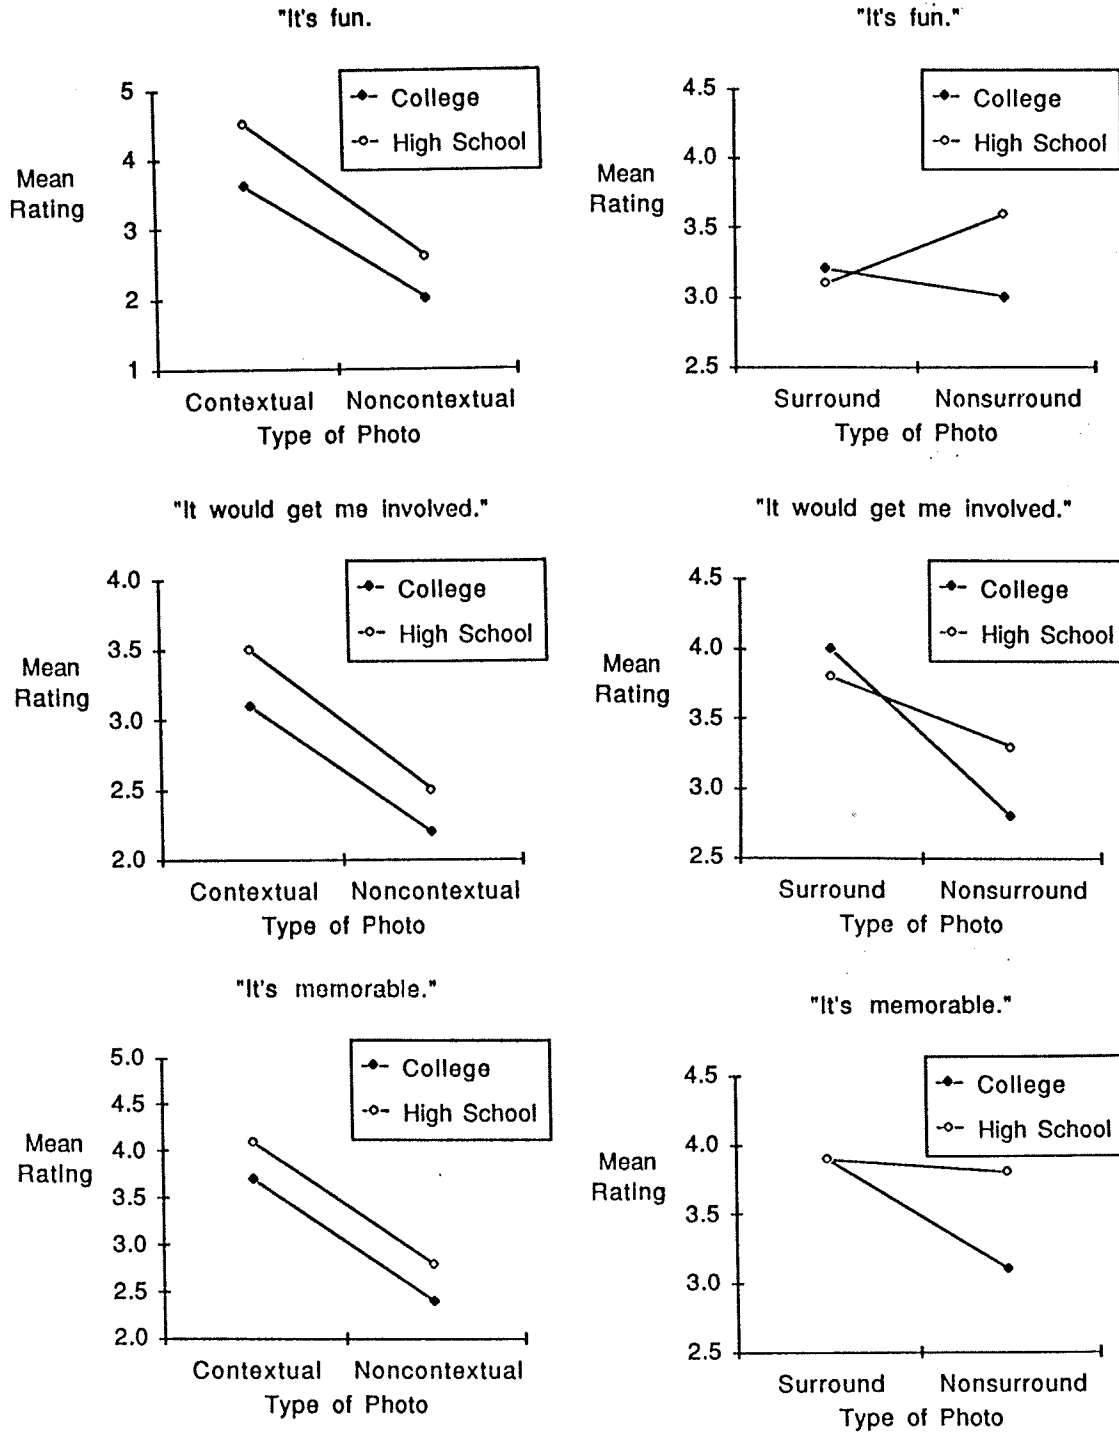 "It's fun.
5
4
3
2
1
Mean
Rating
College
High School
Contextual Noncontextual
Type of Photo
"It's fun."
4.5
4.0
3.5
3.0
2.5
Mean
Rating
College
High School
Surround Nonsurround
Type of Photo
"It would get me involved."
4.0
3.5
3.0
2.5
2.0
Mean
Rating
College
High School
Contextual Noncontextual
Type of Photo
"It would get me involved."
4.5
4.0
3.5
3.0
2.5
Mean
Rating
College
High School
Surround Nonsurround
Type of Photo
"It's memorable."
5.0
4.5
4.0
3.5
3.0
2.5
2.0
Mean
Rating
College
High School
Contextual Noncontextual
Type of Photo
"It's memorable."
4.5
4.0
3.5
3.0
2.5
Mean
Rating
College
High School
Surround Nonsurround
Type of Photo